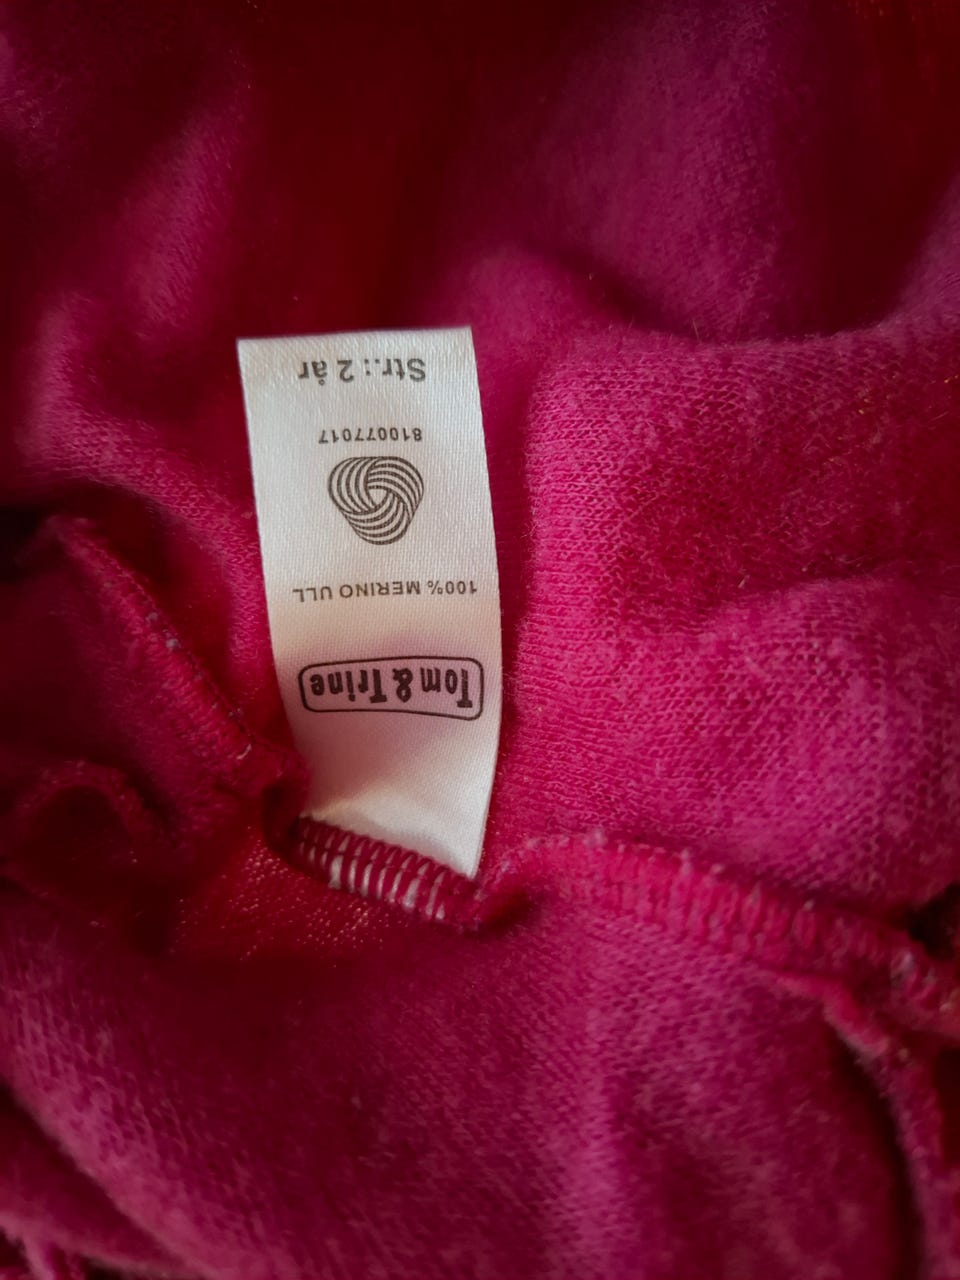 Tom & Trine
100% MERINO ULL
810077017
Str.: 2 år